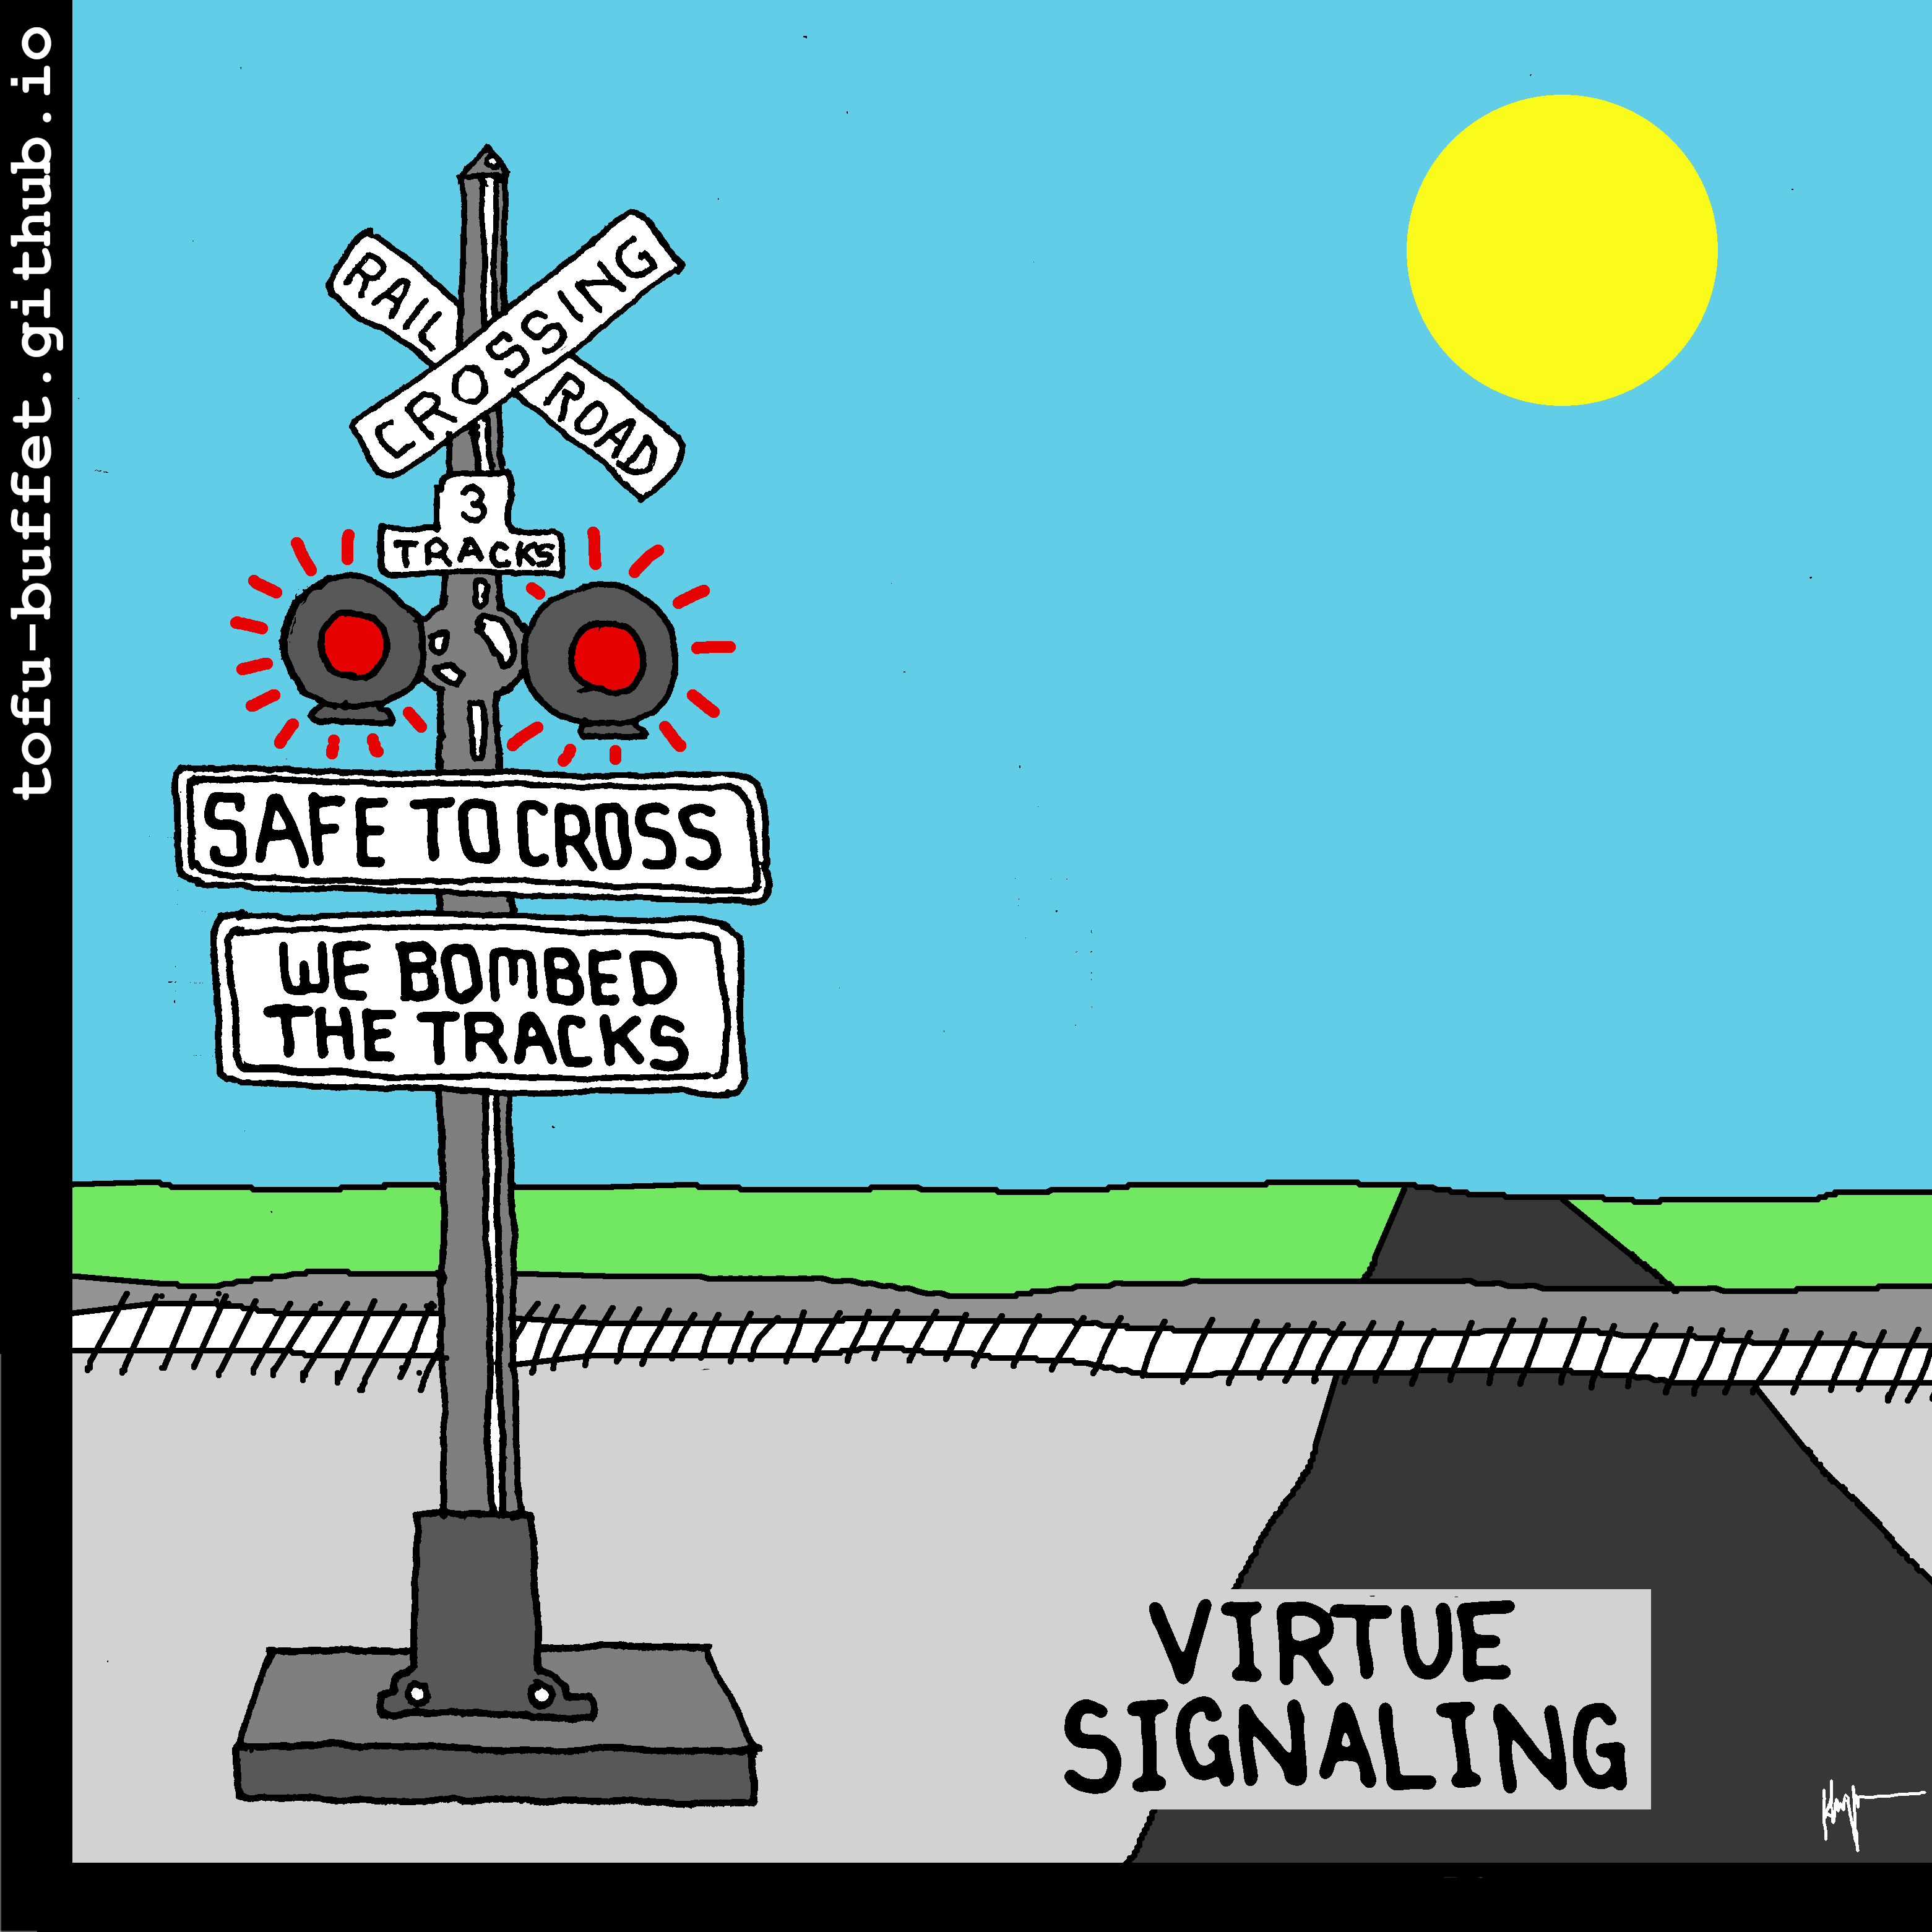 tofu-buffet.github.io
RAIL ROAD
CROSSING
3
TRACKS
SAFE TO CROSS
WE BOMBED
THE TRACKS
VIRTUE
SIGNALING